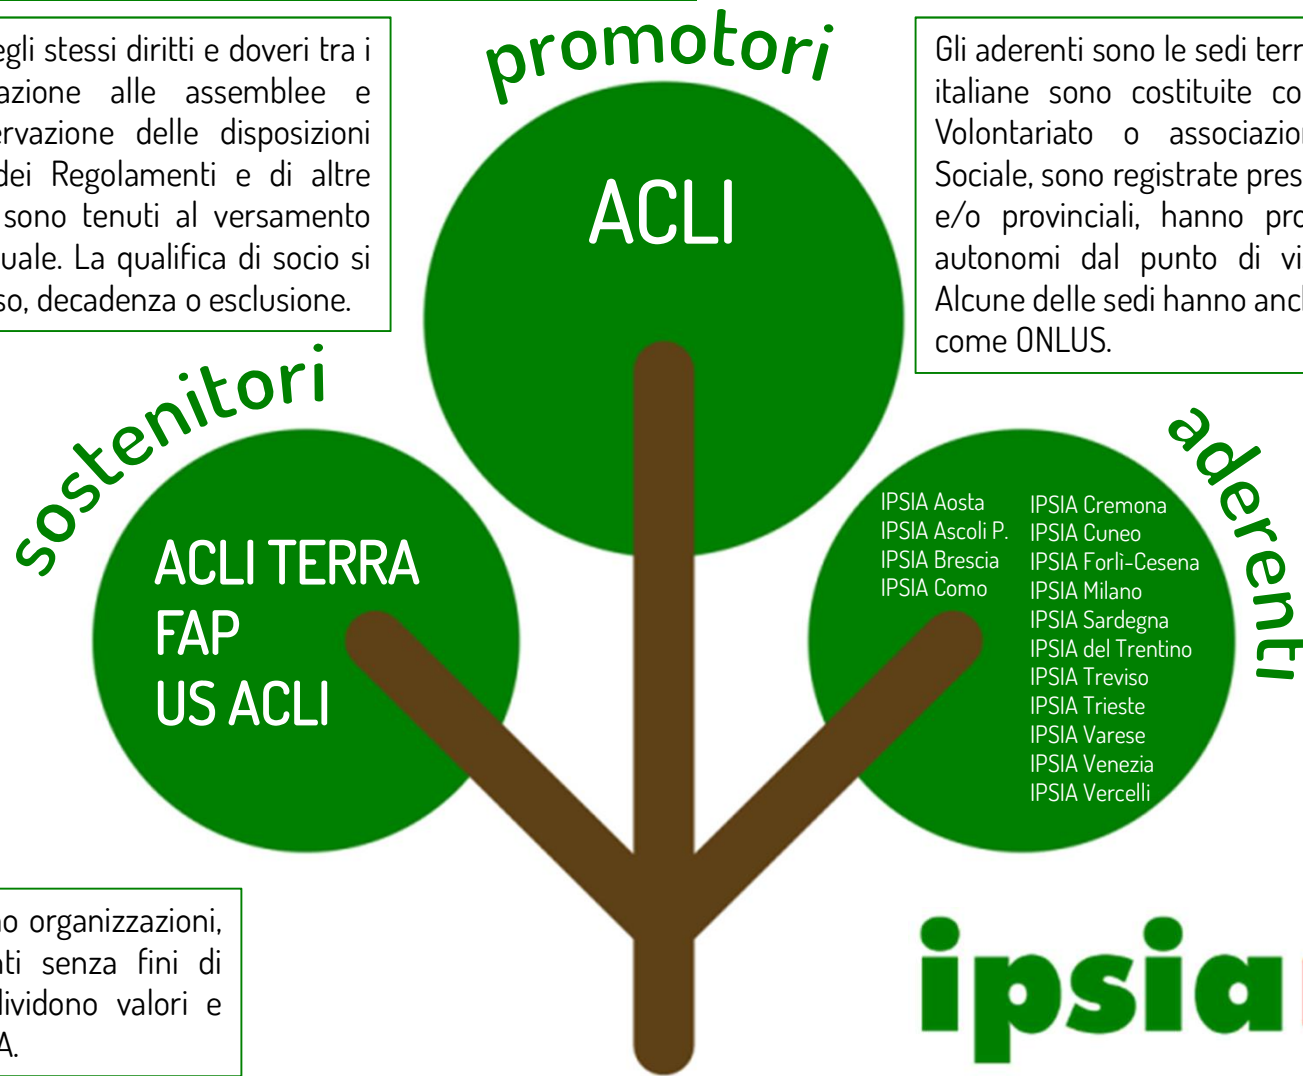 promotori
egli stessi diritti e doveri tra i
azione alle assemblee e
ervazione delle disposizioni
dei Regolamenti e di altre
sono tenuti al versamento
uale. La qualifica di socio si
so, decadenza o esclusione.
Gli aderenti sono le sedi terr
italiane sono costituite co
Volontariato o associazion
Sociale, sono registrate pres
e/o provinciali, hanno pro
autonomi dal punto di vi
Alcune delle sedi hanno ancl
come ONLUS.
ACLI
sostenitori
ACLI TERRA
FAP
US ACLI
aderenti
IPSIA Aosta
IPSIA Ascoli P.
IPSIA Brescia
IPSIA Como
IPSIA Cremona
IPSIA Cuneo
IPSIA Forlì-Cesena
IPSIA Milano
IPSIA Sardegna
IPSIA del Trentino
IPSIA Treviso
IPSIA Trieste
IPSIA Varese
IPSIA Venezia
IPSIA Vercelli
no organizzazioni,
nti senza fini di
dividono valori e
A.
ipsia